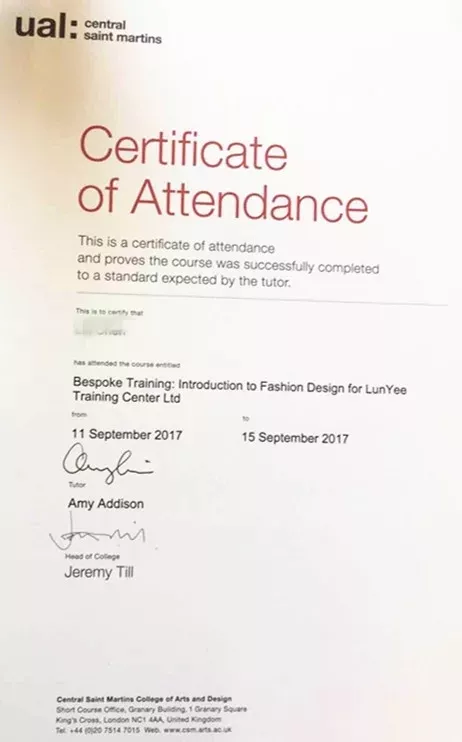 ual: central
saint martins
Certificate
of Attendance
This is a certificate of attendance
and proves the course was successfully completed
to a standard expected by the tutor.
This is to certify that
has attended the course entitled
Bespoke Training: Introduction to Fashion Design for LunYee
Training Center Ltd
from to
11 September 2017 15 September 2017
Tutor
Amy Addison
Head of College
Jeremy Till
Central Saint Martins College of Arts and Design
Short Course Office, Granary Building, 1 Granary Square
King's Cross, London NC1 4AA, United Kingdom
Tel: +44 (0)20 7514 7015 Web. www.csm.arts.ac.uk